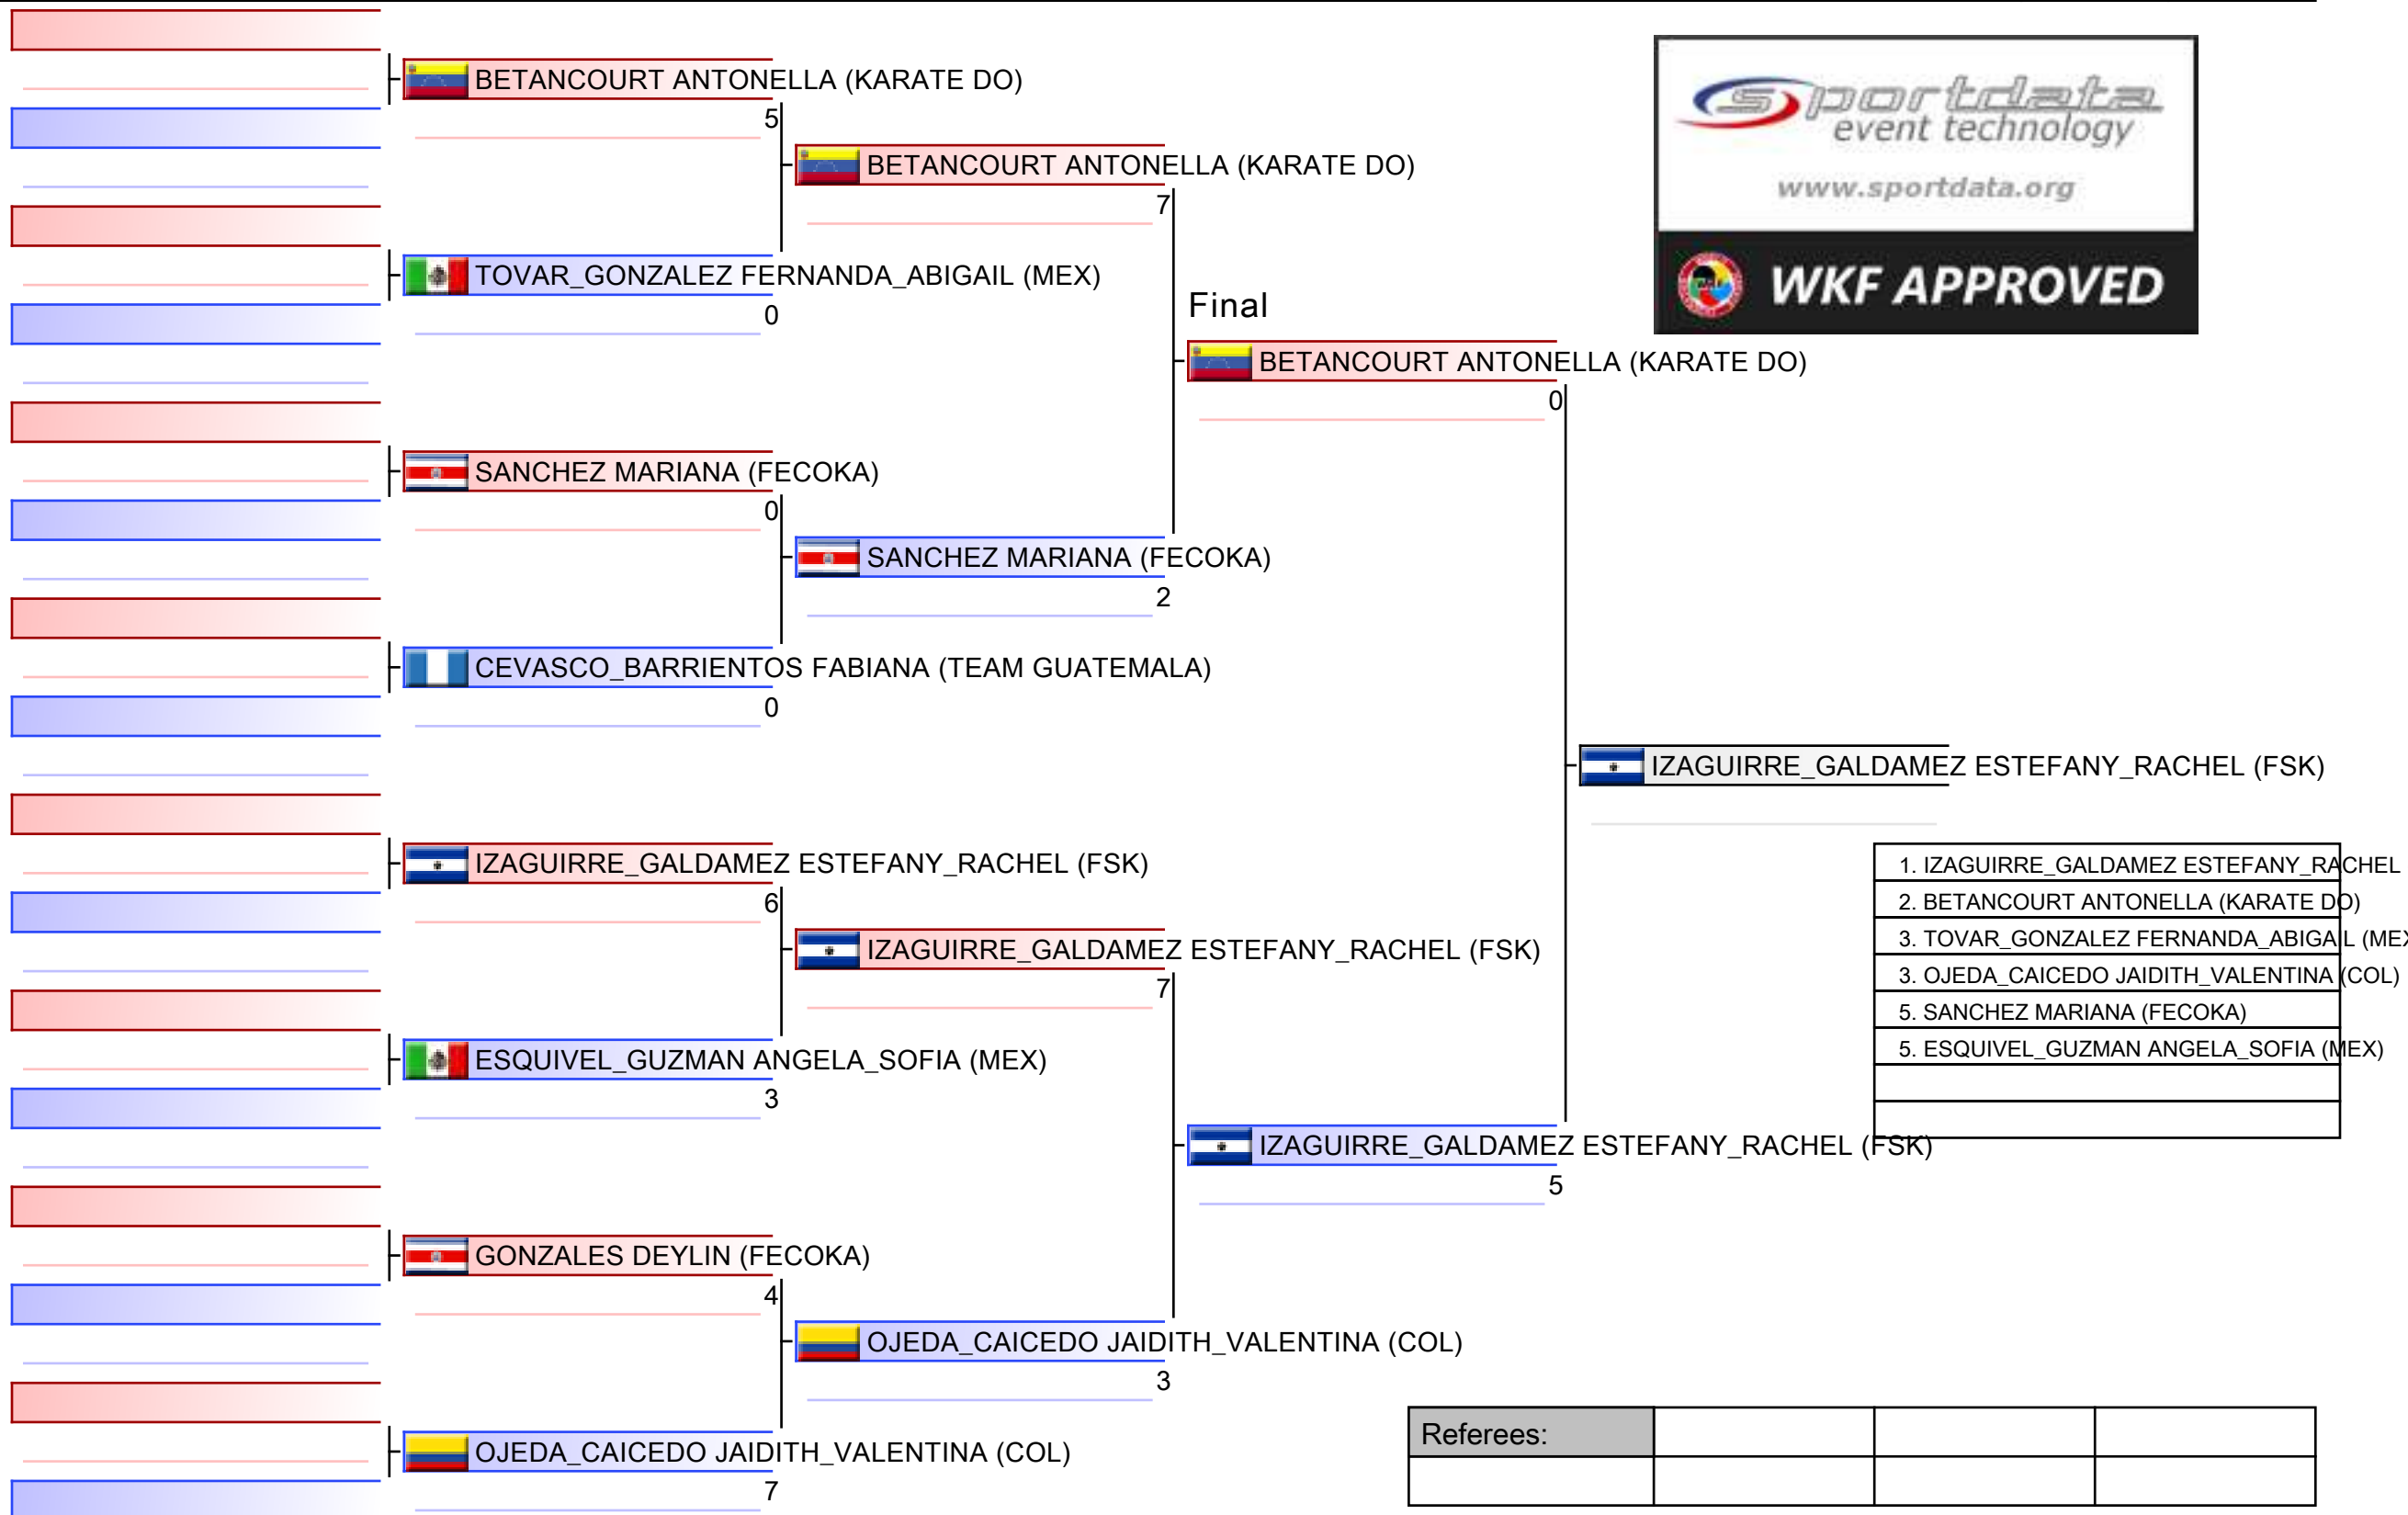 BETANCOURT ANTONELLA (KARATE DO)
5
TOVAR_GONZALEZ FERNANDA_ABIGAIL (MEX)
0
SANCHEZ MARIANA (FECOKA)
0
CEVASCO_BARRIENTOS FABIANA (TEAM GUATEMALA)
0
IZAGUIRRE_GALDAMEZ ESTEFANY_RACHEL (FSK)
6
ESQUIVEL_GUZMAN ANGELA_SOFIA (MEX)
3
GONZALES DEYLIN (FECOKA)
4
OJEDA_CAICEDO JAIDITH_VALENTINA (COL)
7
BETANCOURT ANTONELLA (KARATE DO)
7
SANCHEZ MARIANA (FECOKA)
2
IZAGUIRRE_GALDAMEZ ESTEFANY_RACHEL (FSK)
7
OJEDA_CAICEDO JAIDITH_VALENTINA (COL)
3
Final
BETANCOURT ANTONELLA (KARATE DO)
0
IZAGUIRRE_GALDAMEZ ESTEFANY_RACHEL (FSK)
5
sportdata
event technology
www.sportdata.org
WKF APPROVED
IZAGUIRRE_GALDAMEZ ESTEFANY_RACHEL (FSK)
1. IZAGUIRRE_GALDAMEZ ESTEFANY_RACHEL
2. BETANCOURT ANTONELLA (KARATE DO)
3. TOVAR_GONZALEZ FERNANDA_ABIGAIL (MEX
3. OJEDA_CAICEDO JAIDITH_VALENTINA (COL)
5. SANCHEZ MARIANA (FECOKA)
5. ESQUIVEL_GUZMAN ANGELA_SOFIA (MEX)
Referees: